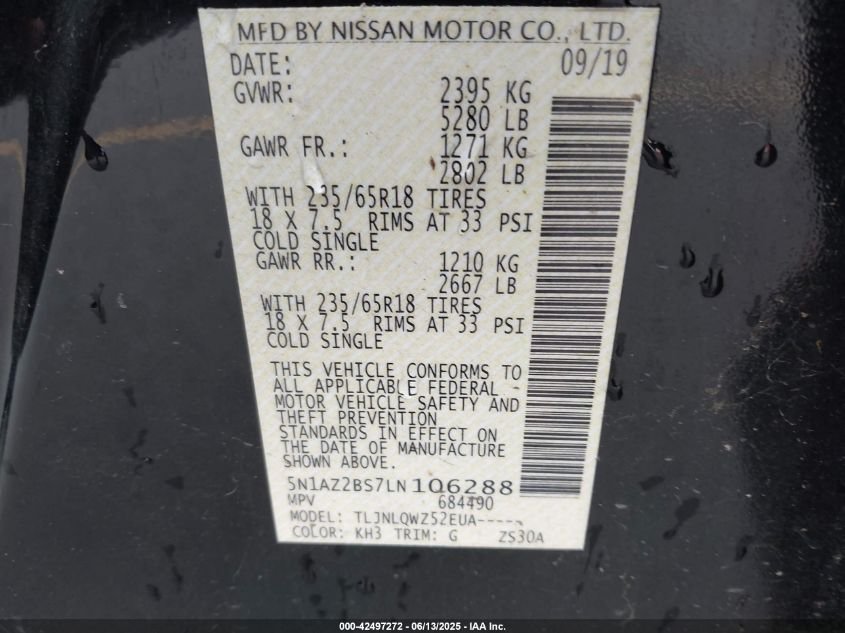 MFD BY NISSAN MOTOR CO., LTD.
DATE: 09/19
GVWR: 2395 KG
5280 LB
GAWR FR.: 1271 KG
2802 LB
WITH 235/65R18 TIRES
18 X 7.5 RIMS AT 33 PSI
COLD SINGLE
GAWR RR.: 1210 KG
2667 LB
WITH 235/65R18 TIRES
18 X 7.5 RIMS AT 33 PSI
COLD SINGLE
THIS VEHICLE CONFORMS TO
ALL APPLICABLE FEDERAL
MOTOR VEHICLE SAFETY AND
THEFT PREVENTION
STANDARDS IN EFFECT ON
THE DATE OF MANUFACTURE
SHOWN ABOVE.
5N1AZ2BS7LN106288
MPV 684490
MODEL: TLJNLQWZ52EUA-----
COLOR: KH3 TRIM: G ZS30A
000-42497272 - 06/13/2025 - IAA Inc.